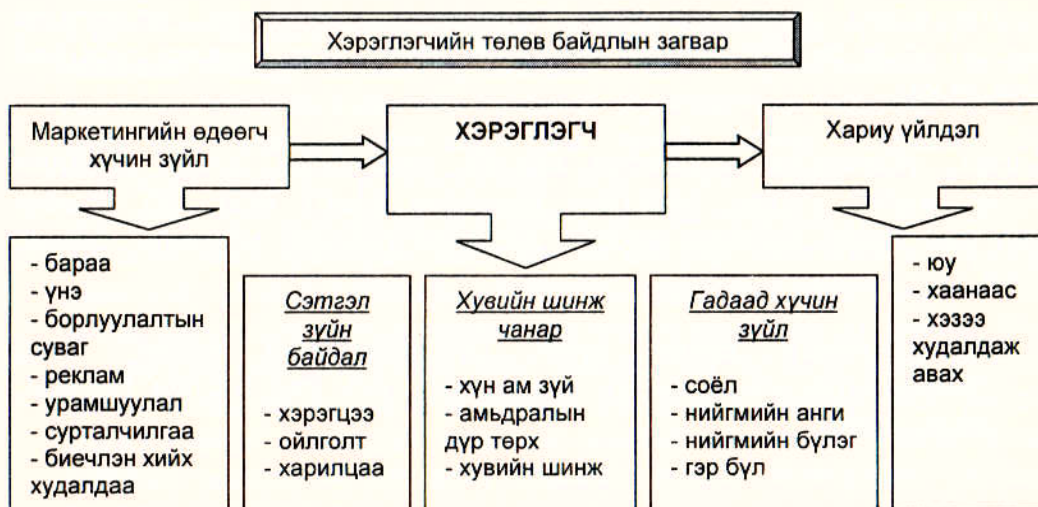 Хэрэглэгчийн төлөв байдлын загвар
Маркетингийн өдөөгч
хүчин зүйл
ХЭРЭГЛЭГЧ
Хариу үйлдэл
- бараа
- үнэ
- борлуулалтын
суваг
- реклам
- урамшуулал
- сурталчилгаа
- биечлэн хийх
худалдаа
Сэтгэл
зүйн
байдал
- хэрэгцээ
- ойлголт
- харилцаа
Хувийн шинж
чанар
- хүн ам зүй
- амьдралын
дүр төрх
- хувийн шинж
Гадаад хүчин
зүйл
- соёл
- нийгмийн анги
- нийгмийн бүлэг
- гэр бүл
- юу
- хаанаас
- хэзээ
худалдаж
авах